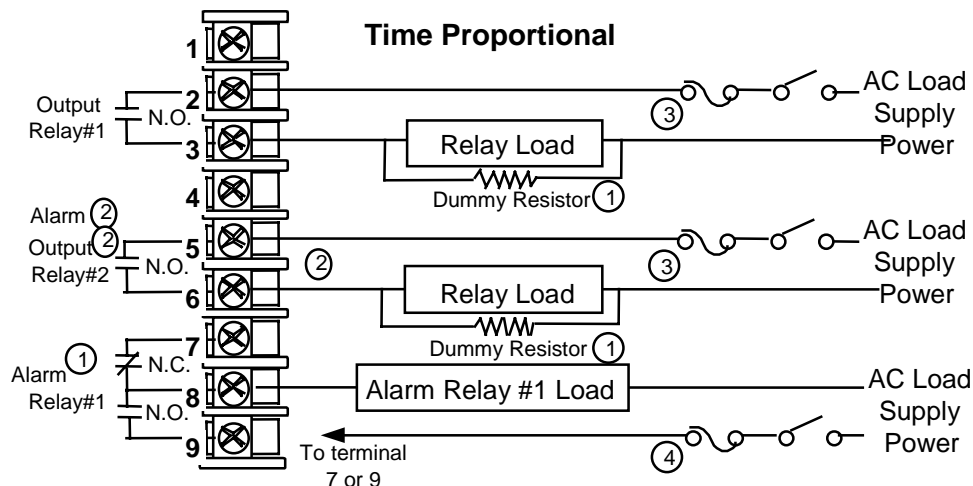 Time Proportional
1
2
3
4
5
6
7
8
9
Output
Relay#1
N.O.
3
AC Load
Supply
Power
Relay Load
Dummy Resistor 1
Alarm 2
Output 2
Relay#2
N.O.
2
3
AC Load
Supply
Power
Relay Load
Dummy Resistor 1
Alarm 1
Relay#1
N.C.
N.O.
Alarm Relay #1 Load
AC Load
Supply
Power
To terminal
7 or 9
4